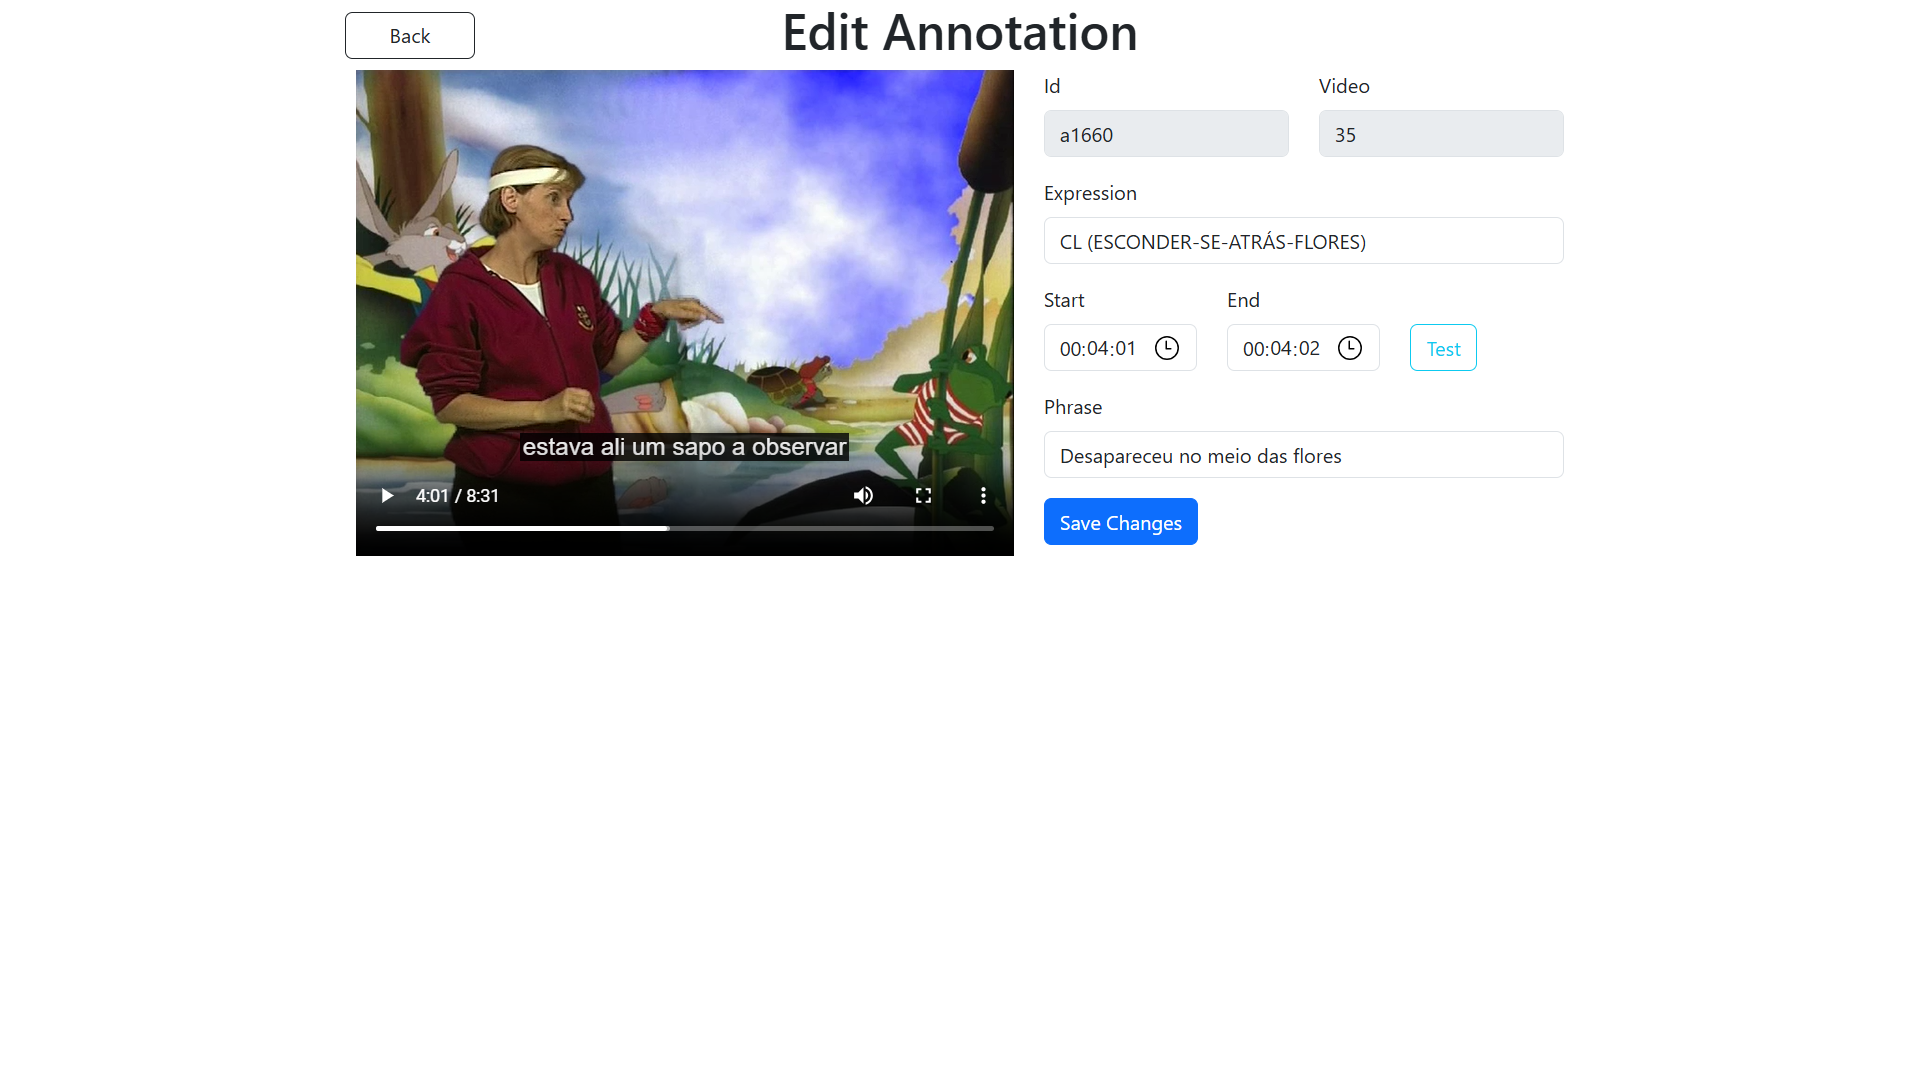 Back
Edit Annotation
estava ali um sapo a observar
4:01 / 8:31
Id
Video
a1660
35
Expression
CL (ESCONDER-SE-ATRÁS-FLORES)
Start
End
00:04:01
00:04:02
Test
Phrase
Desapareceu no meio das flores
Save Changes